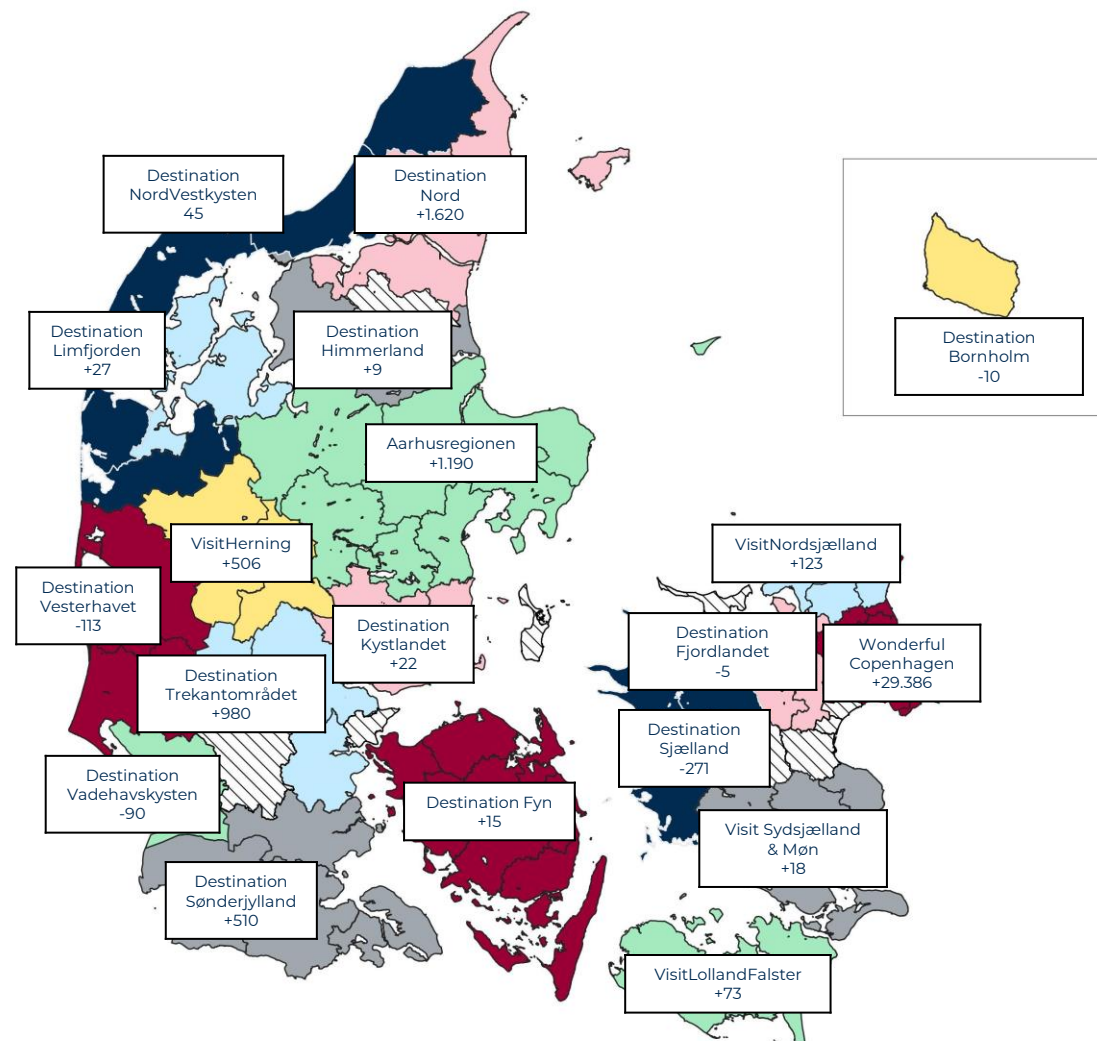 Destination
NordVestkysten
45
Destination
Nord
+1.620
Destination
Limfjorden
+27
Destination
Himmerland
+9
Destination
Bornholm
-10
Aarhusregionen
+1.190
VisitHerning
+506
VisitNordsjælland
+123
Destination
Vesterhavet
-113
Destination
Kystlandet
+22
Destination
Fjordlandet
-5
Wonderful
Copenhagen
+29.386
Destination
Trekantområdet
+980
Destination
Sjælland
-271
Destination
Vadehavskysten
-90
Destination Fyn
+15
Visit Sydsjælland
& Møn
+18
Destination
Sønderjylland
+510
VisitLollandFalster
+73